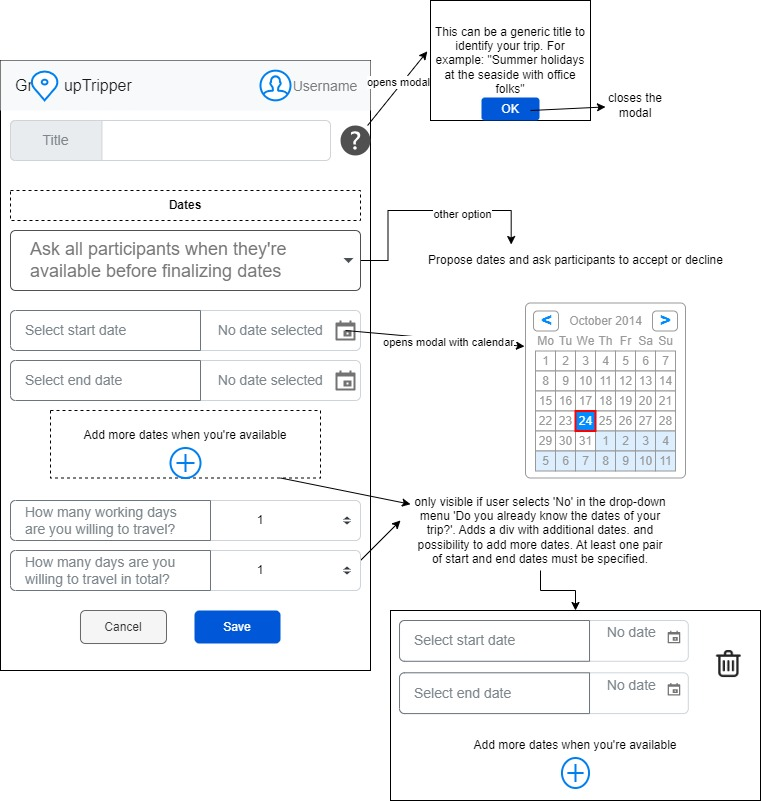 This can be a generic title to
identify your trip. For
example: "Summer holidays
at the seaside with office
folks"
OK
closes the
modal
opens modal
Gr upTripper
Username
Title
?
Dates
other option
Ask all participants when they're
available before finalizing dates
Propose dates and ask participants to accept or decline
Select start date
No date selected
opens modal with calendar
Select end date
No date selected
< October 2014 >
Mo Tu We Th Fr Sa Su
1 2 3 4 5 6 7
8 9 10 11 12 13 14
15 16 17 18 19 20 21
22 23 24 25 26 27 28
29 30 31 1 2 3 4
5 6 7 8 9 10 11
Add more dates when you're available
How many working days
are you willing to travel?
1
How many days are you
willing to travel in total?
1
only visible if user selects 'No' in the drop-down
menu 'Do you already know the dates of your
trip?'. Adds a div with additional dates. and
possibility to add more dates. At least one pair
of start and end dates must be specified.
Cancel
Save
Select start date
No date
Select end date
No date
Add more dates when you're available